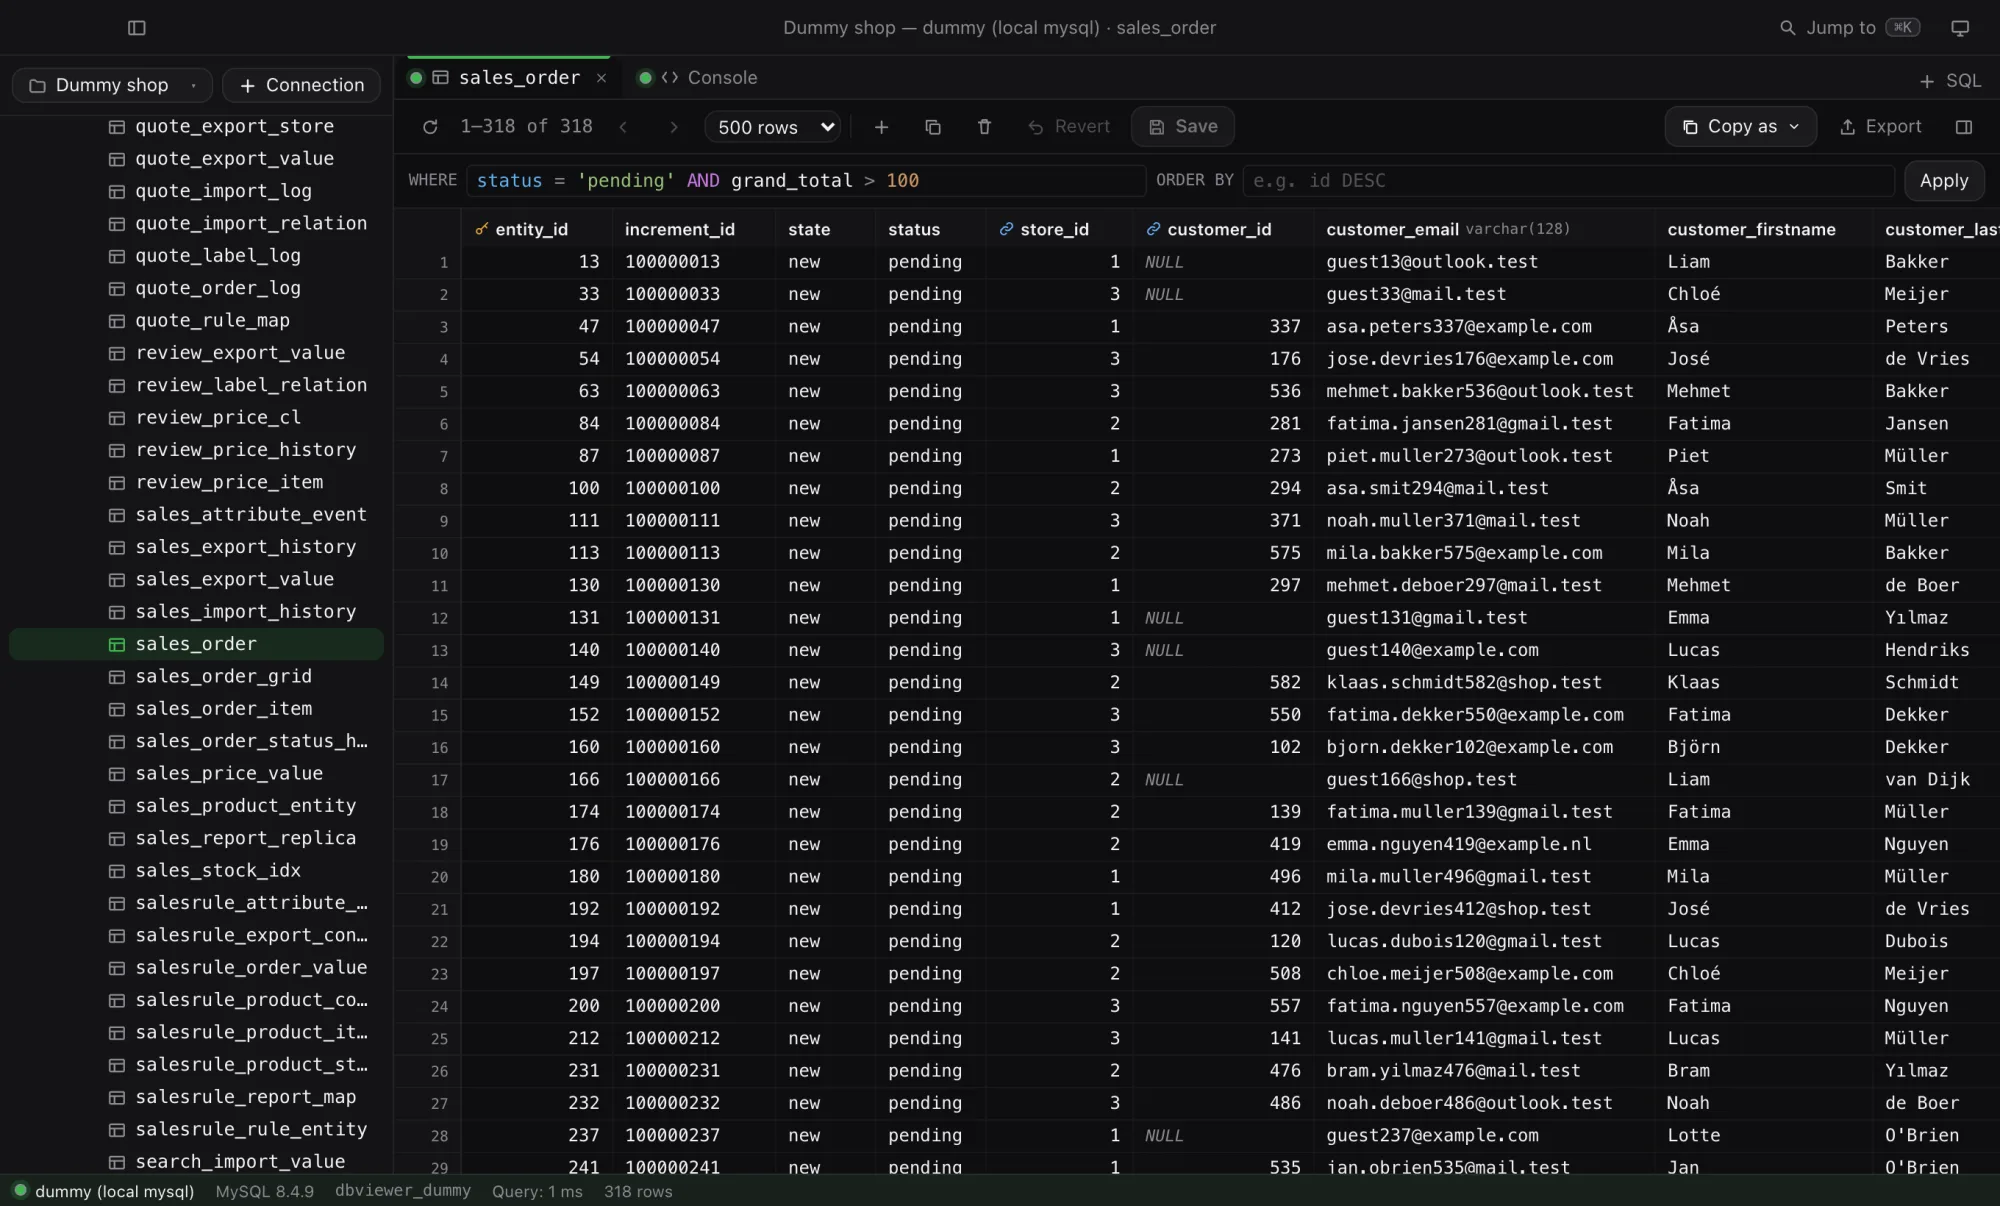 Dummy shop — dummy (local mysql) · sales_order
Jump to ⌘K
Dummy shop
+ Connection
sales_order ×
Console
+ SQL
1–318 of 318
500 rows
Revert
Save
Copy as
Export
WHERE status = 'pending' AND grand_total > 100
ORDER BY e.g. id DESC
Apply
quote_export_store
quote_export_value
quote_import_log
quote_import_relation
quote_label_log
quote_order_log
quote_rule_map
review_export_value
review_label_relation
review_price_cl
review_price_history
review_price_item
sales_attribute_event
sales_export_history
sales_export_value
sales_import_history
sales_order
sales_order_grid
sales_order_item
sales_order_status_h…
sales_price_value
sales_product_entity
sales_report_replica
sales_stock_idx
salesrule_attribute_…
salesrule_export_con…
salesrule_order_value
salesrule_product_co…
salesrule_product_it…
salesrule_product_st…
salesrule_report_map
salesrule_rule_entity
search_import_value
entity_id increment_id state status store_id customer_id customer_email varchar(128) customer_firstname customer_las
1 13 100000013 new pending 1 NULL guest13@outlook.test Liam Bakker
2 33 100000033 new pending 3 NULL guest33@mail.test Chloé Meijer
3 47 100000047 new pending 1 337 asa.peters337@example.com Åsa Peters
4 54 100000054 new pending 3 176 jose.devries176@example.com José de Vries
5 63 100000063 new pending 3 536 mehmet.bakker536@outlook.test Mehmet Bakker
6 84 100000084 new pending 2 281 fatima.jansen281@gmail.test Fatima Jansen
7 87 100000087 new pending 1 273 piet.muller273@outlook.test Piet Müller
8 100 100000100 new pending 2 294 asa.smit294@mail.test Åsa Smit
9 111 100000111 new pending 3 371 noah.muller371@mail.test Noah Müller
10 113 100000113 new pending 2 575 mila.bakker575@example.com Mila Bakker
11 130 100000130 new pending 1 297 mehmet.deboer297@mail.test Mehmet de Boer
12 131 100000131 new pending 1 NULL guest131@gmail.test Emma Yılmaz
13 140 100000140 new pending 3 NULL guest140@example.com Lucas Hendriks
14 149 100000149 new pending 2 582 klaas.schmidt582@shop.test Klaas Schmidt
15 152 100000152 new pending 3 550 fatima.dekker550@example.com Fatima Dekker
16 160 100000160 new pending 3 102 bjorn.dekker102@example.com Björn Dekker
17 166 100000166 new pending 2 NULL guest166@shop.test Liam van Dijk
18 174 100000174 new pending 2 139 fatima.muller139@gmail.test Fatima Müller
19 176 100000176 new pending 2 419 emma.nguyen419@example.nl Emma Nguyen
20 180 100000180 new pending 1 496 mila.muller496@gmail.test Mila Müller
21 192 100000192 new pending 1 412 jose.devries412@shop.test José de Vries
22 194 100000194 new pending 2 120 lucas.dubois120@gmail.test Lucas Dubois
23 197 100000197 new pending 2 508 chloe.meijer508@example.com Chloé Meijer
24 200 100000200 new pending 3 557 fatima.nguyen557@example.com Fatima Nguyen
25 212 100000212 new pending 3 141 lucas.muller141@gmail.test Lucas Müller
26 231 100000231 new pending 2 476 bram.yilmaz476@mail.test Bram Yılmaz
27 232 100000232 new pending 3 486 noah.deboer486@outlook.test Noah de Boer
28 237 100000237 new pending 1 NULL guest237@example.com Lotte O'Brien
29 241 100000241 new pending 1 535 jan.obrien535@mail.test Jan O'Brien
dummy (local mysql) MySQL 8.4.9 dbviewer_dummy Query: 1 ms 318 rows